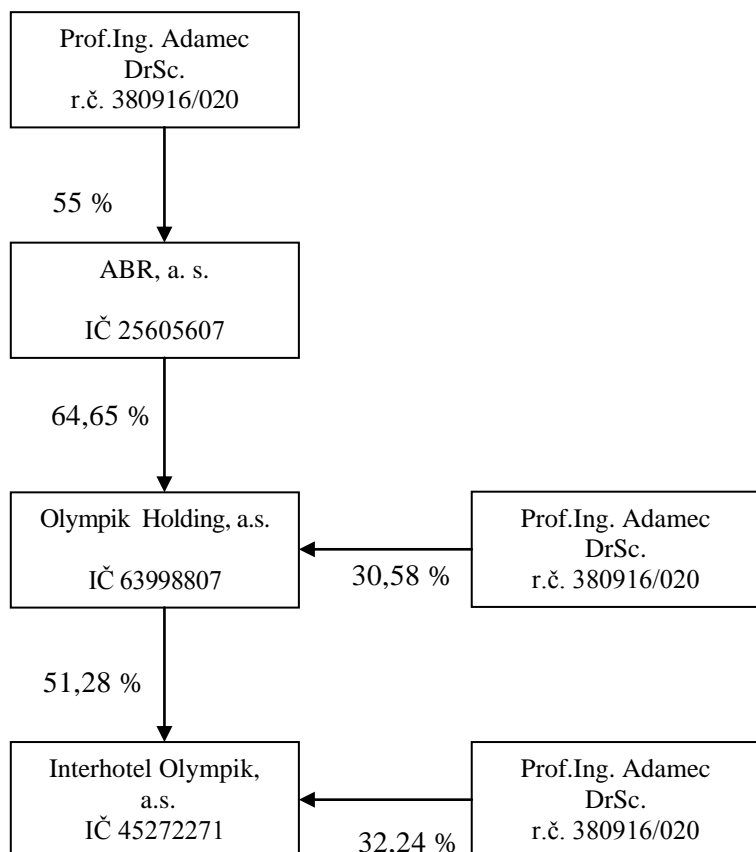 Prof.Ing. Adamec
DrSc.
r.č. 380916/020
55 %
ABR, a. s.
IČ 25605607
64,65 %
Olympik Holding, a.s.
IČ 63998807
30,58 %
Prof.Ing. Adamec
DrSc.
r.č. 380916/020
51,28 %
Interhotel Olympik,
a.s.
IČ 45272271
32,24 %
Prof.Ing. Adamec
DrSc.
r.č. 380916/020